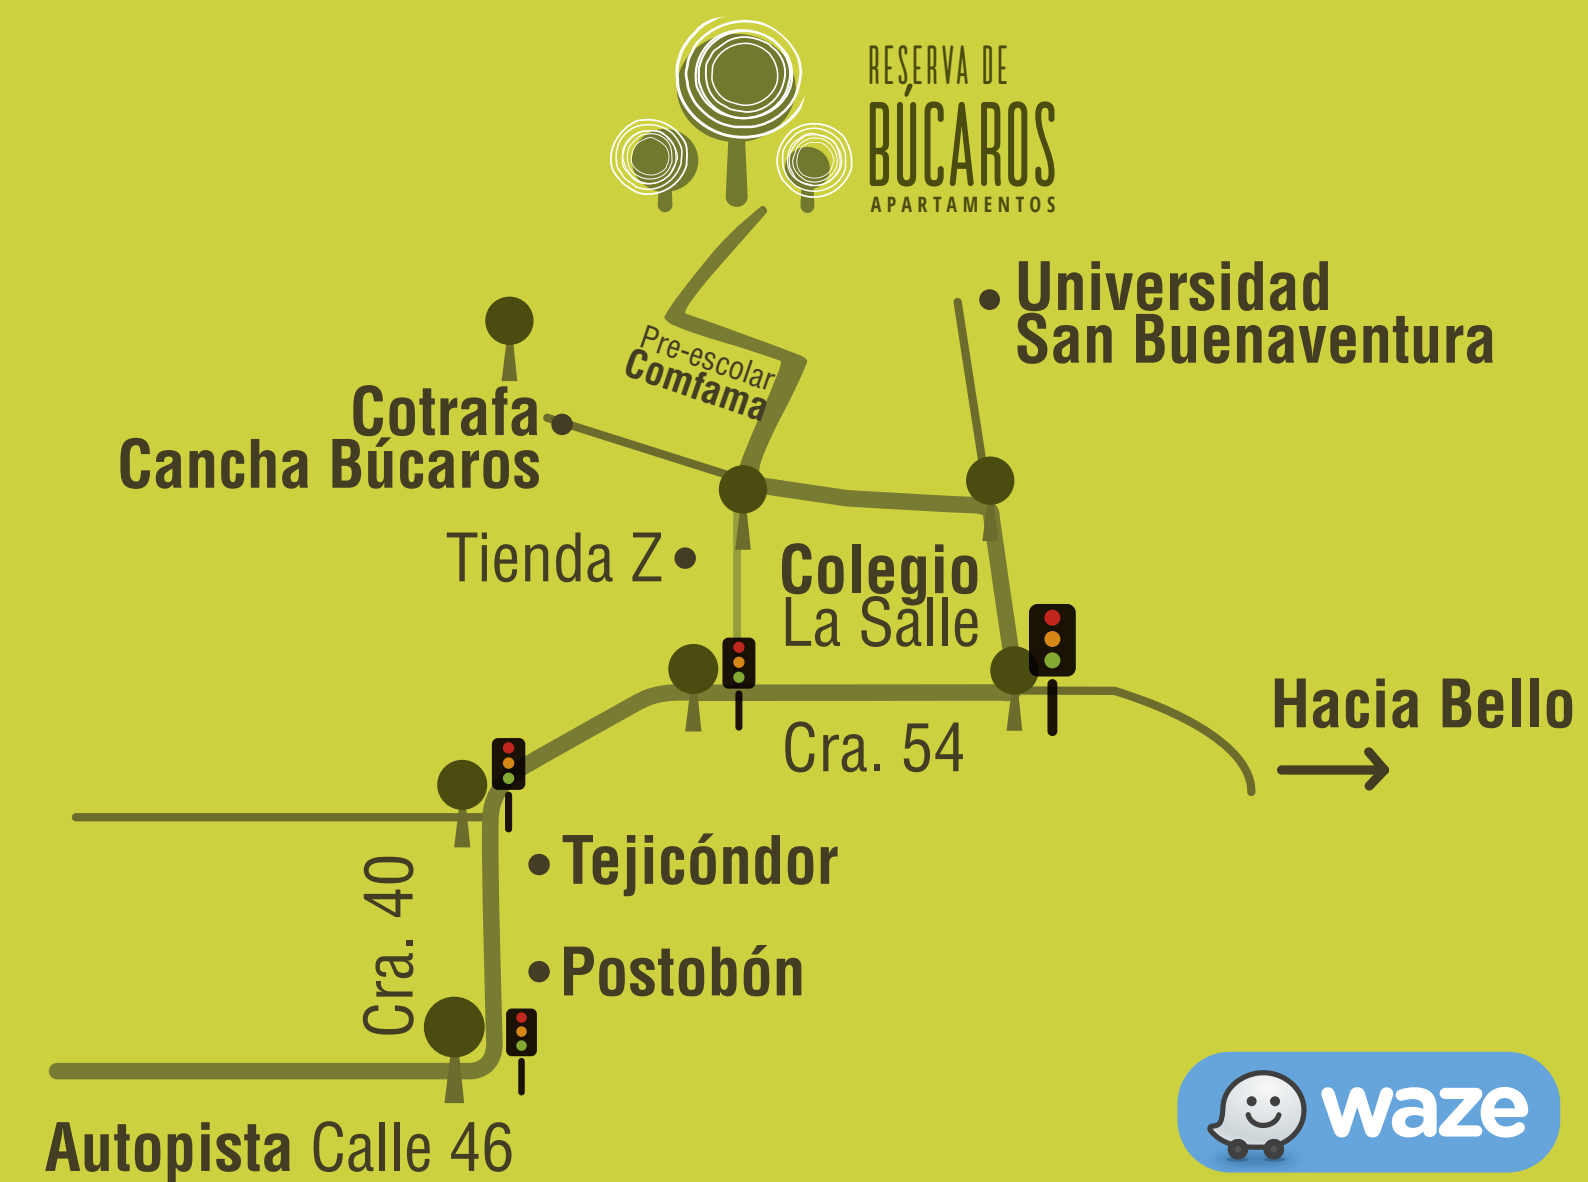 RESERVA DE
BÚCAROS
APARTAMENTOS
Universidad
San Buenaventura
Pre-escolar
Comfama
Cotrafa
Cancha Búcaros
Tienda Z
Colegio
La Salle
Hacia Bello
Cra. 54
Tejicóndor
Cra. 40
Postobón
Autopista Calle 46
waze